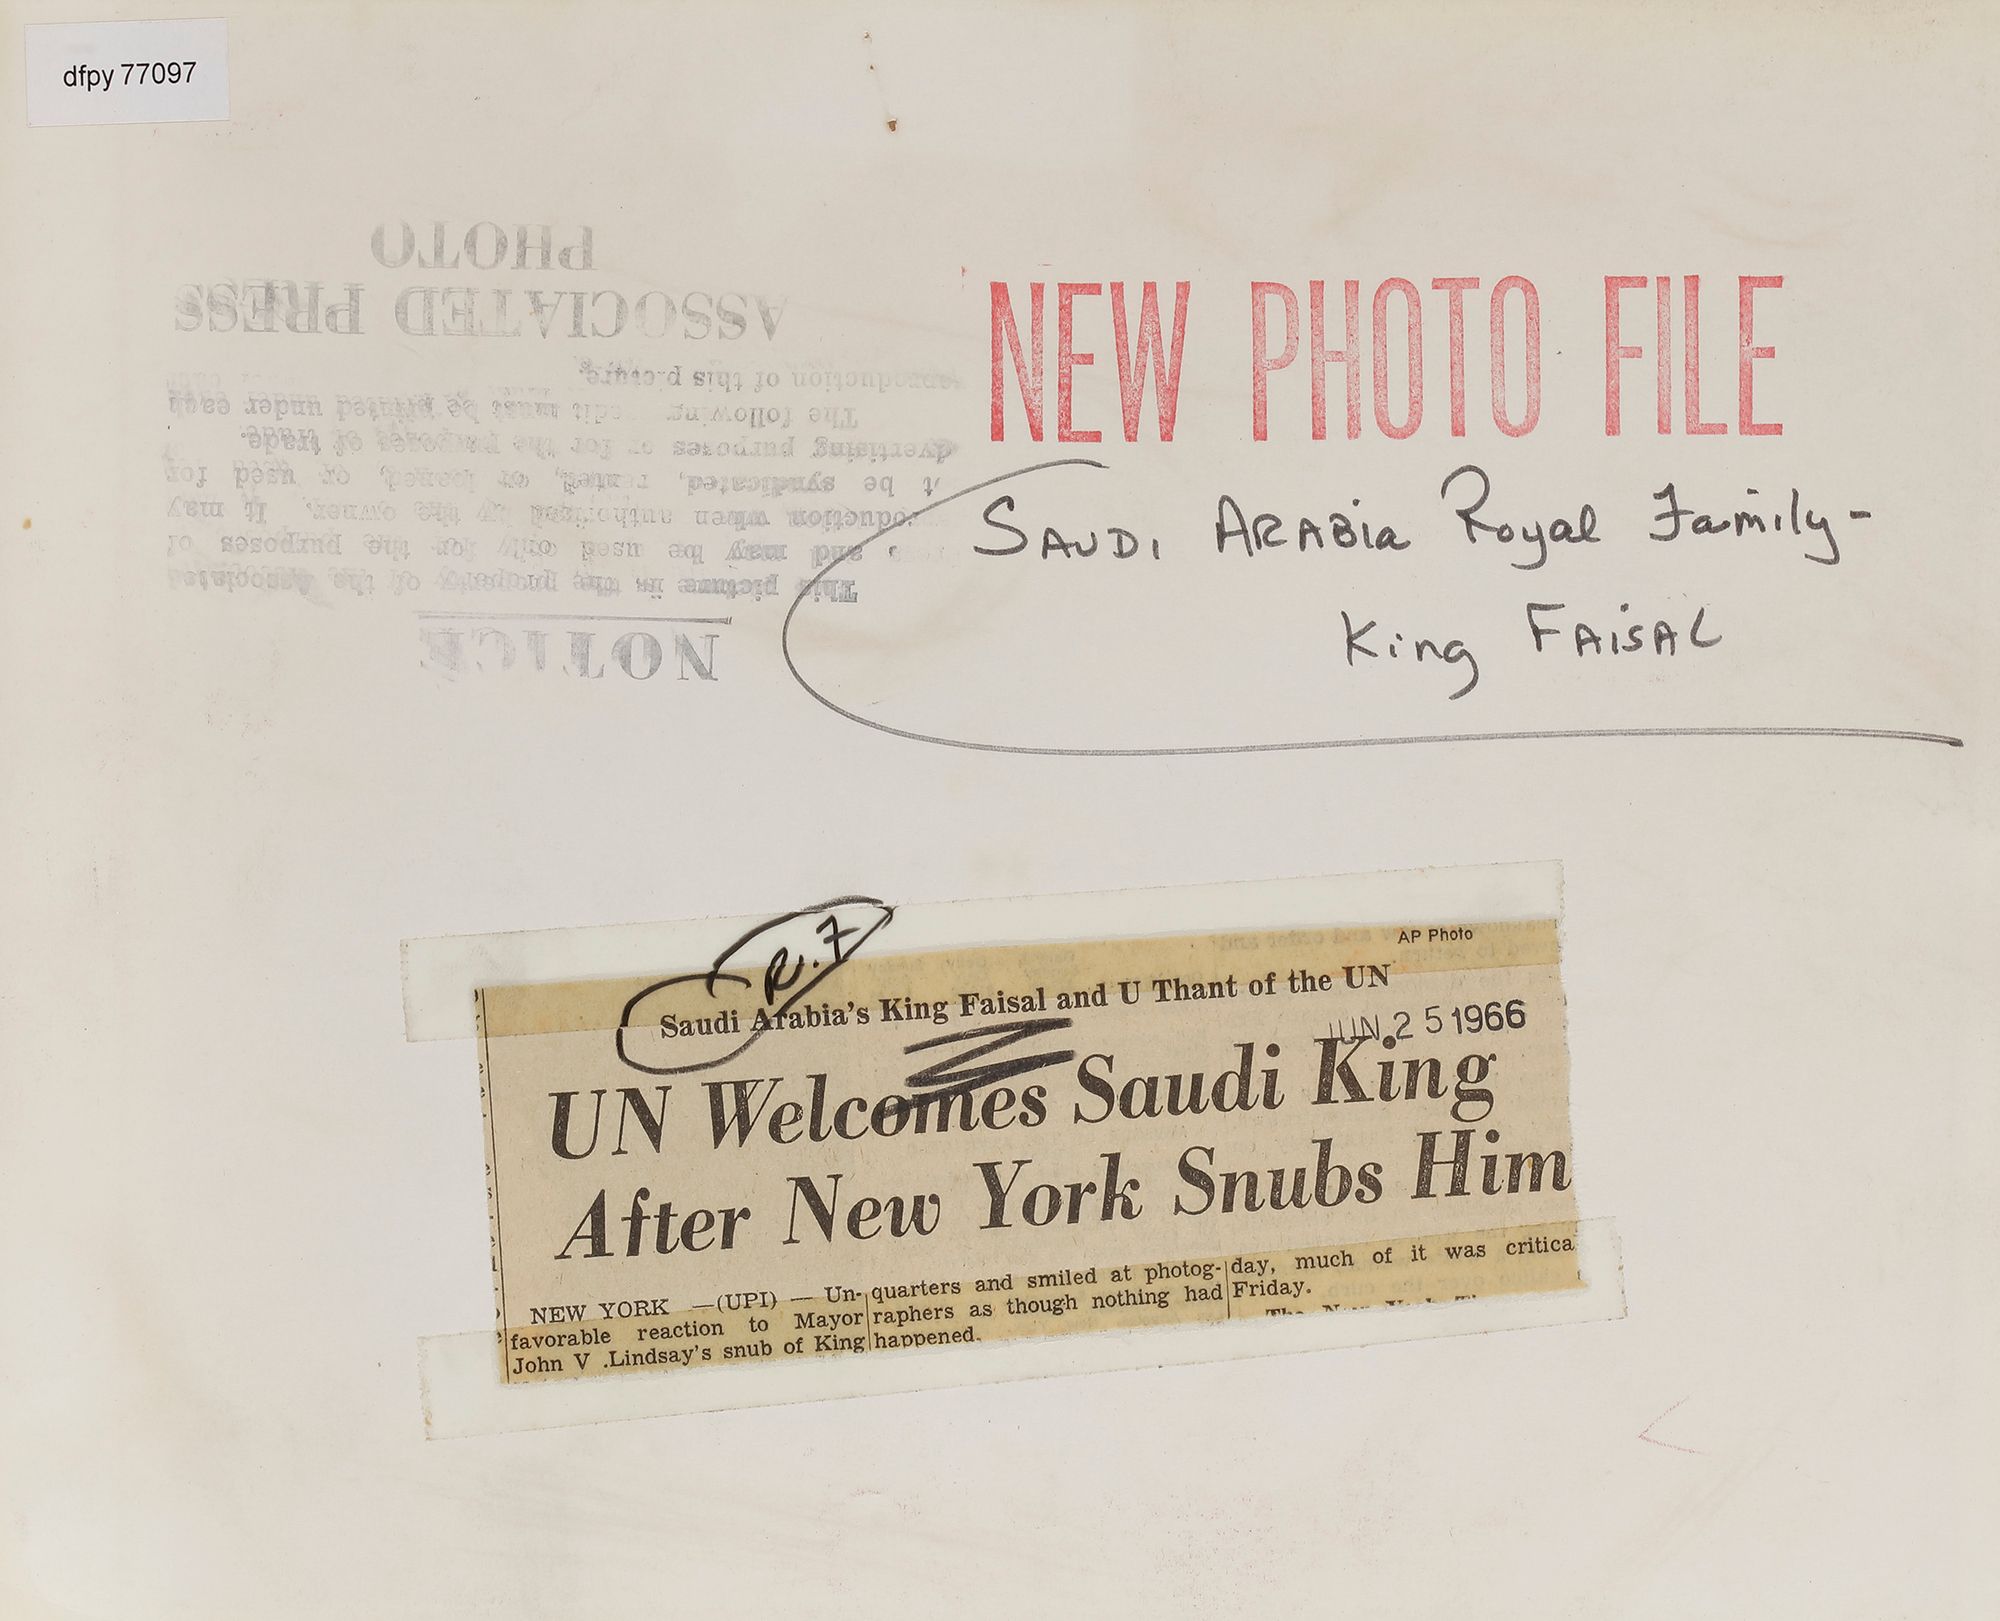 dfpy 77097
NEW PHOTO FILE
SAUDI ARABIA Royal Family-
King FAISAL
NOTICE
This picture is the property of the Associated
and may be used only for the purposes of
production when authorized by the owner. It may
be syndicated, rented, or loaned, or used for
advertising purposes or for the purposes of trade.
The following credit must be printed under each
reproduction of this picture.
ASSOCIATED PRESS
PHOTO
R.F
AP Photo
Saudi Arabia's King Faisal and U Thant of the UN
JUN 25 1966
UN Welcomes Saudi King
After New York Snubs Him
NEW YORK —(UPI) — Un-
favorable reaction to Mayor
John V .Lindsay's snub of King
quarters and smiled at photog-
raphers as though nothing had
happened.
day, much of it was critica
Friday.